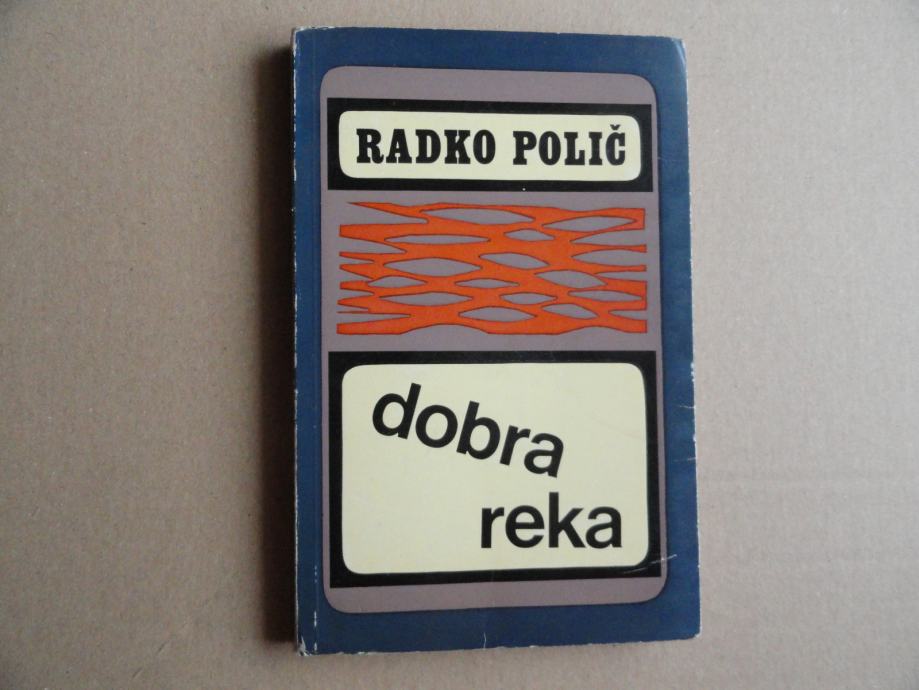 RADKO POLIČ
dobra
reka